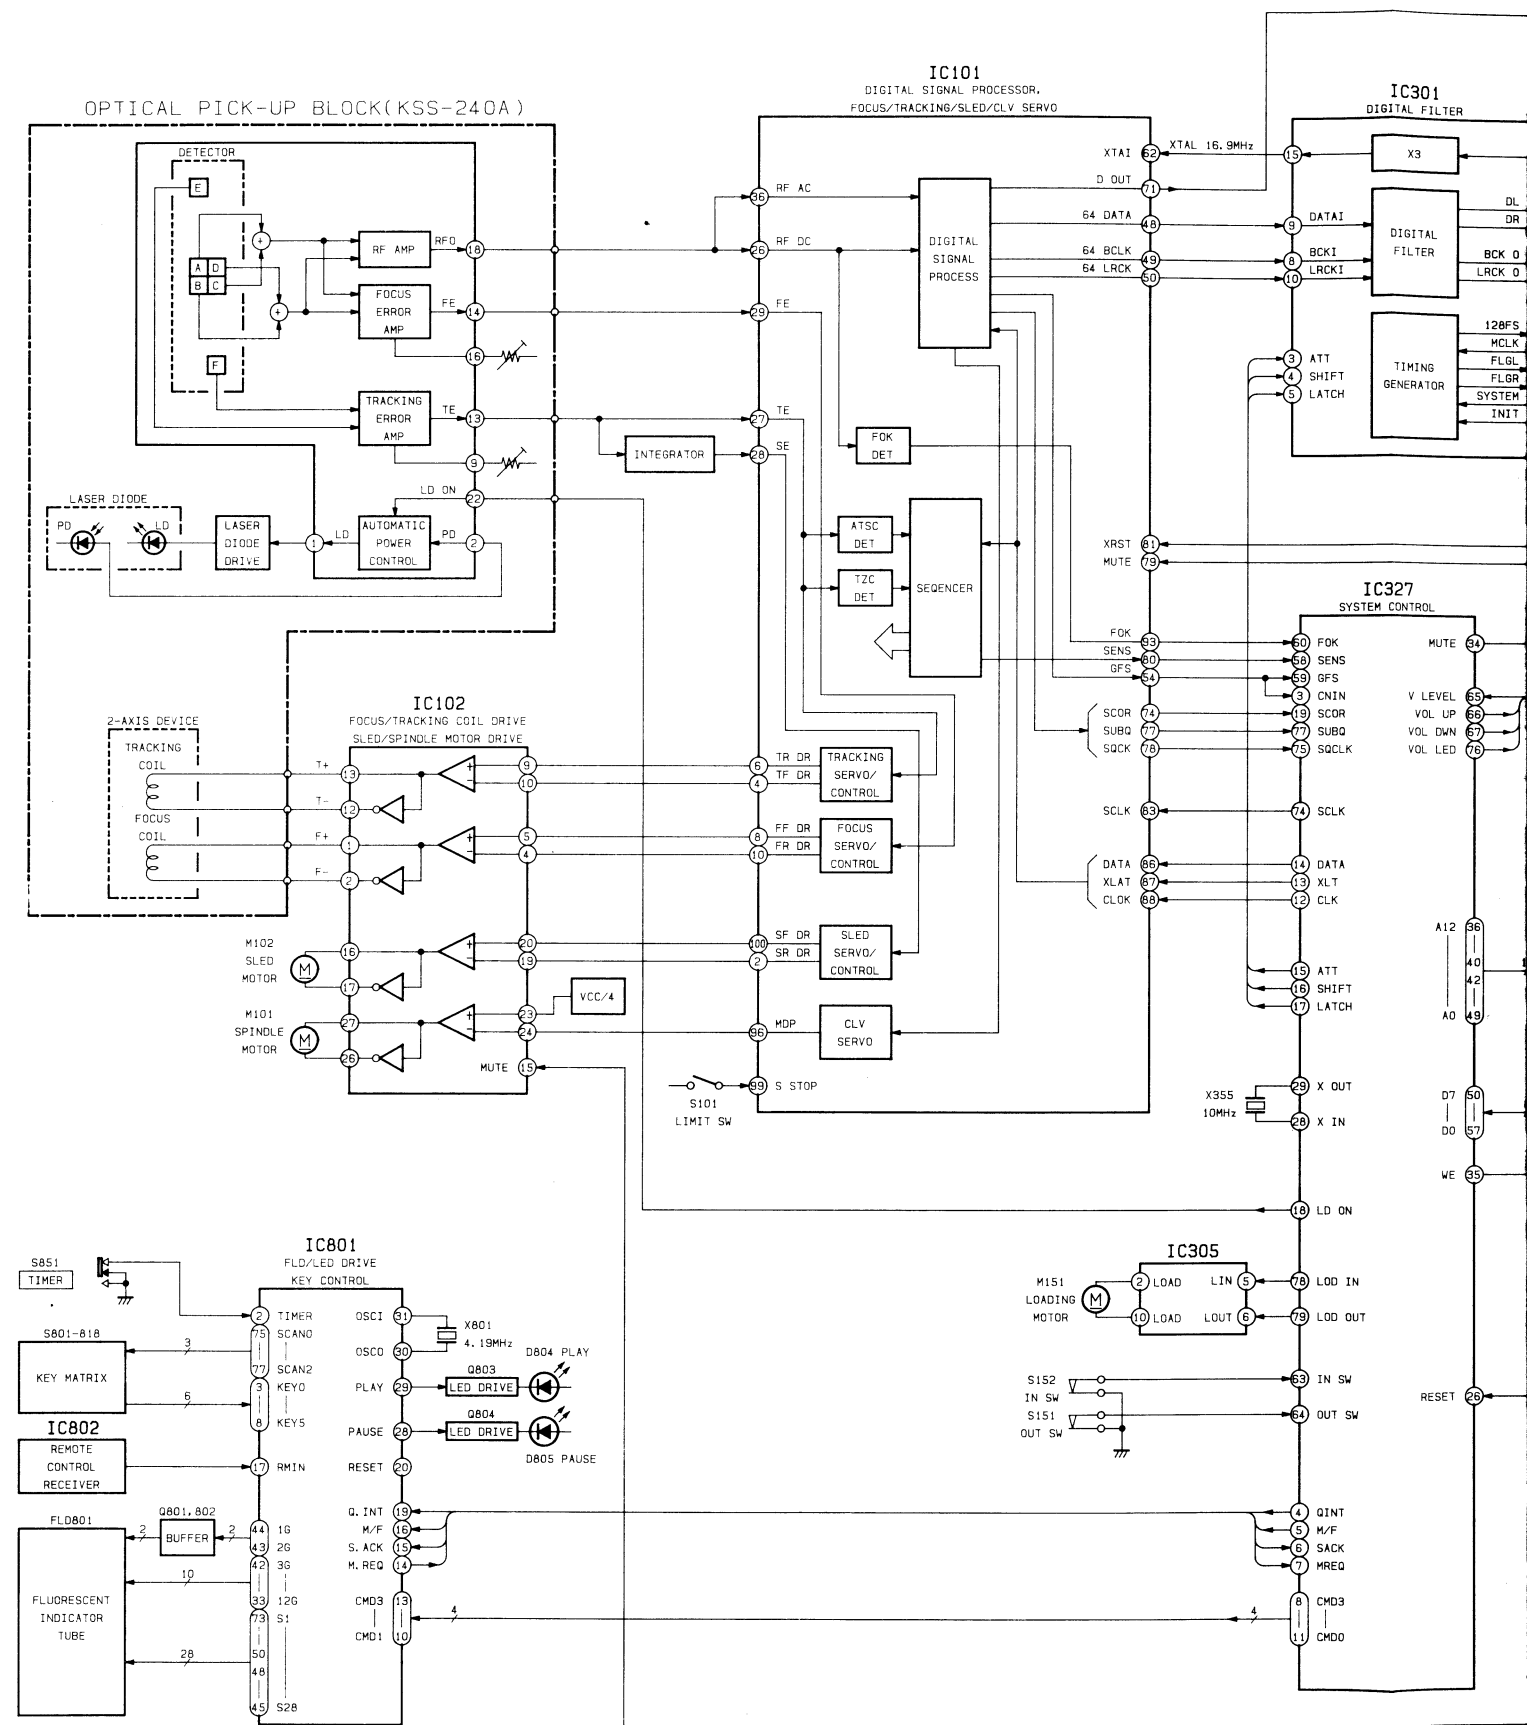 OPTICAL PICK-UP BLOCK(KSS-240A)
DETECTOR
E
A D
B C
F
+
+
RF AMP
RFO
18
FOCUS
ERROR
AMP
FE
14
16
TRACKING
ERROR
AMP
TE
13
9
LD ON
22
LASER DIODE
PD
LD
LASER
DIODE
DRIVE
1
LD
AUTOMATIC
POWER
CONTROL
PD
2
INTEGRATOR
2-AXIS DEVICE
TRACKING
COIL
FOCUS
COIL
T+
T-
F+
F-
IC102
FOCUS/TRACKING COIL DRIVE
SLED/SPINDLE MOTOR DRIVE
13
12
1
2
16
17
27
26
9
10
5
4
20
19
23
24
MUTE 15
VCC/4
M102
SLED
MOTOR
M
M101
SPINDLE
MOTOR
M
IC101
DIGITAL SIGNAL PROCESSOR,
FOCUS/TRACKING/SLED/CLV SERVO
36 RF AC
26 RF DC
29 FE
27 TE
28 SE
DIGITAL
SIGNAL
PROCESS
FOK
DET
ATSC
DET
TZC
DET
SEQENCER
6 TR DR
4 TF DR
TRACKING
SERVO/
CONTROL
8 FF DR
10 FR DR
FOCUS
SERVO/
CONTROL
100 SF DR
2 SR DR
SLED
SERVO/
CONTROL
96 MDP
CLV
SERVO
99 S STOP
S101
LIMIT SW
XTAI 62
XTAL 16.9MHz
D OUT 71
64 DATA 48
64 BCLK 49
64 LRCK 50
XRST 81
MUTE 79
FOK 93
SENS 80
GFS 54
SCOR 74
SUBQ 77
SQCK 78
SCLK 83
DATA 86
XLAT 87
CLOK 88
IC301
DIGITAL FILTER
15
X3
9 DATAI
8 BCKI
10 LRCKI
DIGITAL
FILTER
DL
DR
BCK O
LRCK O
3 ATT
4 SHIFT
5 LATCH
TIMING
GENERATOR
128FS
MCLK
FLGL
FLGR
SYSTEM
INIT
IC327
SYSTEM CONTROL
60 FOK
58 SENS
59 GFS
3 CNIN
19 SCOR
77 SUBQ
75 SQCLK
74 SCLK
14 DATA
13 XLT
12 CLK
15 ATT
16 SHIFT
17 LATCH
29 X OUT
28 X IN
X355
10MHz
18 LD ON
78 LOD IN
79 LOD OUT
63 IN SW
64 OUT SW
4 QINT
5 M/F
6 SACK
7 MREQ
8 CMD3
11 CMD0
MUTE 34
V LEVEL 65
VOL UP 66
VOL DWN 67
VOL LED 76
A12 36
40
42
A0 49
D7 50
D0 57
WE 35
RESET 26
IC305
2 LOAD
LIN 5
10 LOAD
LOUT 6
M151
LOADING
MOTOR
M
S152
IN SW
S151
OUT SW
S851
TIMER
IC801
FLD/LED DRIVE
KEY CONTROL
2 TIMER
75 SCAN0
77 SCAN2
3 KEY0
8 KEY5
17 RMIN
44 1G
43 2G
42 3G
33 12G
73 S1
50
48
45 S28
OSCI 31
OSCO 30
PLAY 29
PAUSE 28
RESET 20
Q.INT 19
M/F 16
S.ACK 15
M.REQ 14
CMD3 13
CMD1 10
X801
4.19MHz
Q803
LED DRIVE
D804 PLAY
Q804
LED DRIVE
D805 PAUSE
S801-818
KEY MATRIX
3
6
IC802
REMOTE
CONTROL
RECEIVER
FLD801
FLUORESCENT
INDICATOR
TUBE
Q801,802
BUFFER
2
2
10
28
4
4